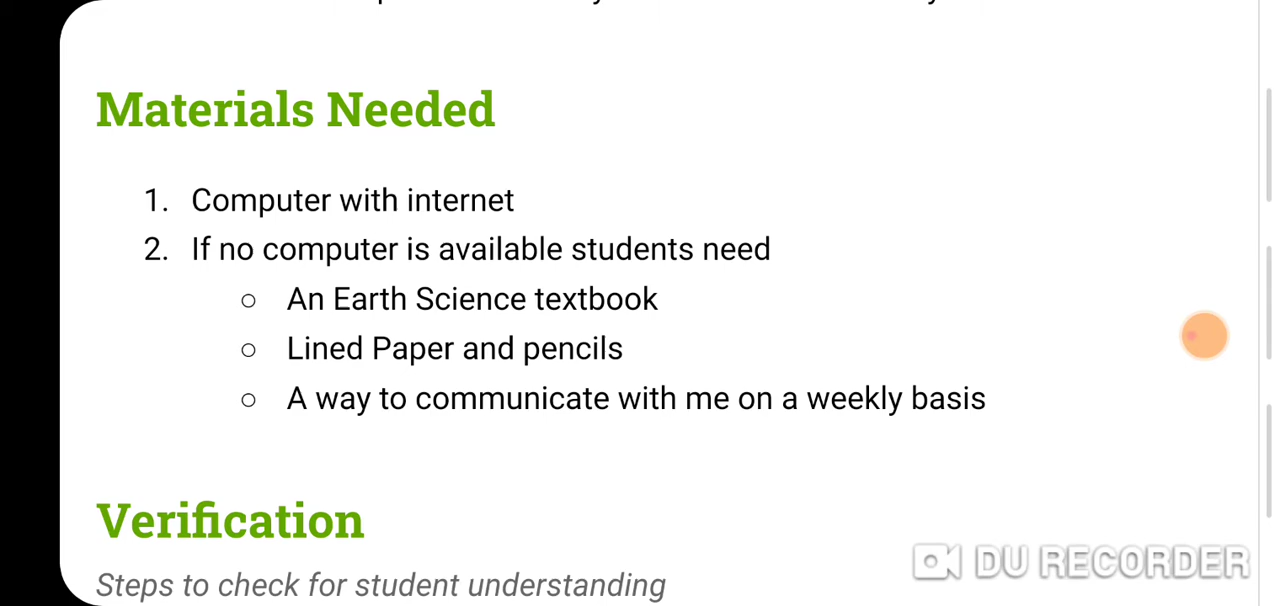 Materials Needed
1. Computer with internet
2. If no computer is available students need
○ An Earth Science textbook
○ Lined Paper and pencils
○ A way to communicate with me on a weekly basis
Verification
Steps to check for student understanding
DU RECORDER